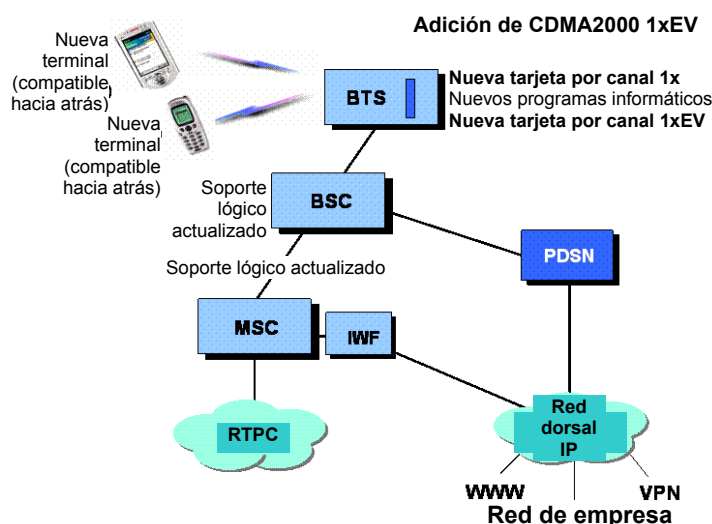 Adición de CDMA2000 1xEV
Nueva
terminal
(compatible
hacia atrás)
Nueva
terminal
(compatible
hacia atrás)
BTS
Nueva tarjeta por canal 1x
Nuevos programas informáticos
Nueva tarjeta por canal 1xEV
Soporte
lógico
actualizado
BSC
PDSN
Soporte lógico actualizado
MSC
IWF
RTPC
Red
dorsal
IP
WWW
VPN
Red de empresa